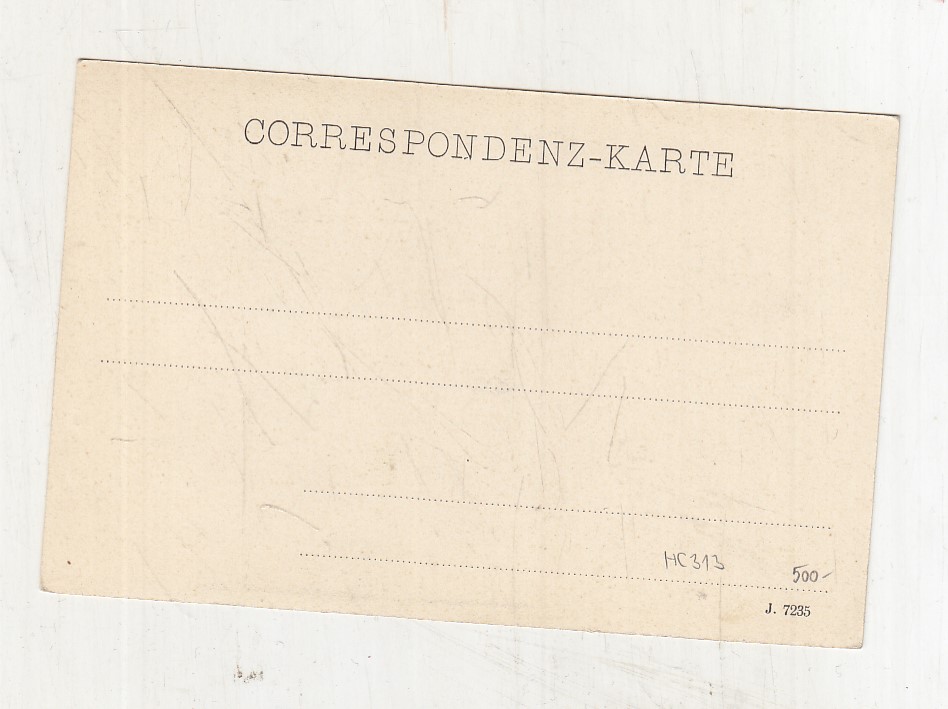 CORRESPONDENZ-KARTE
HC313
500-
J. 7235